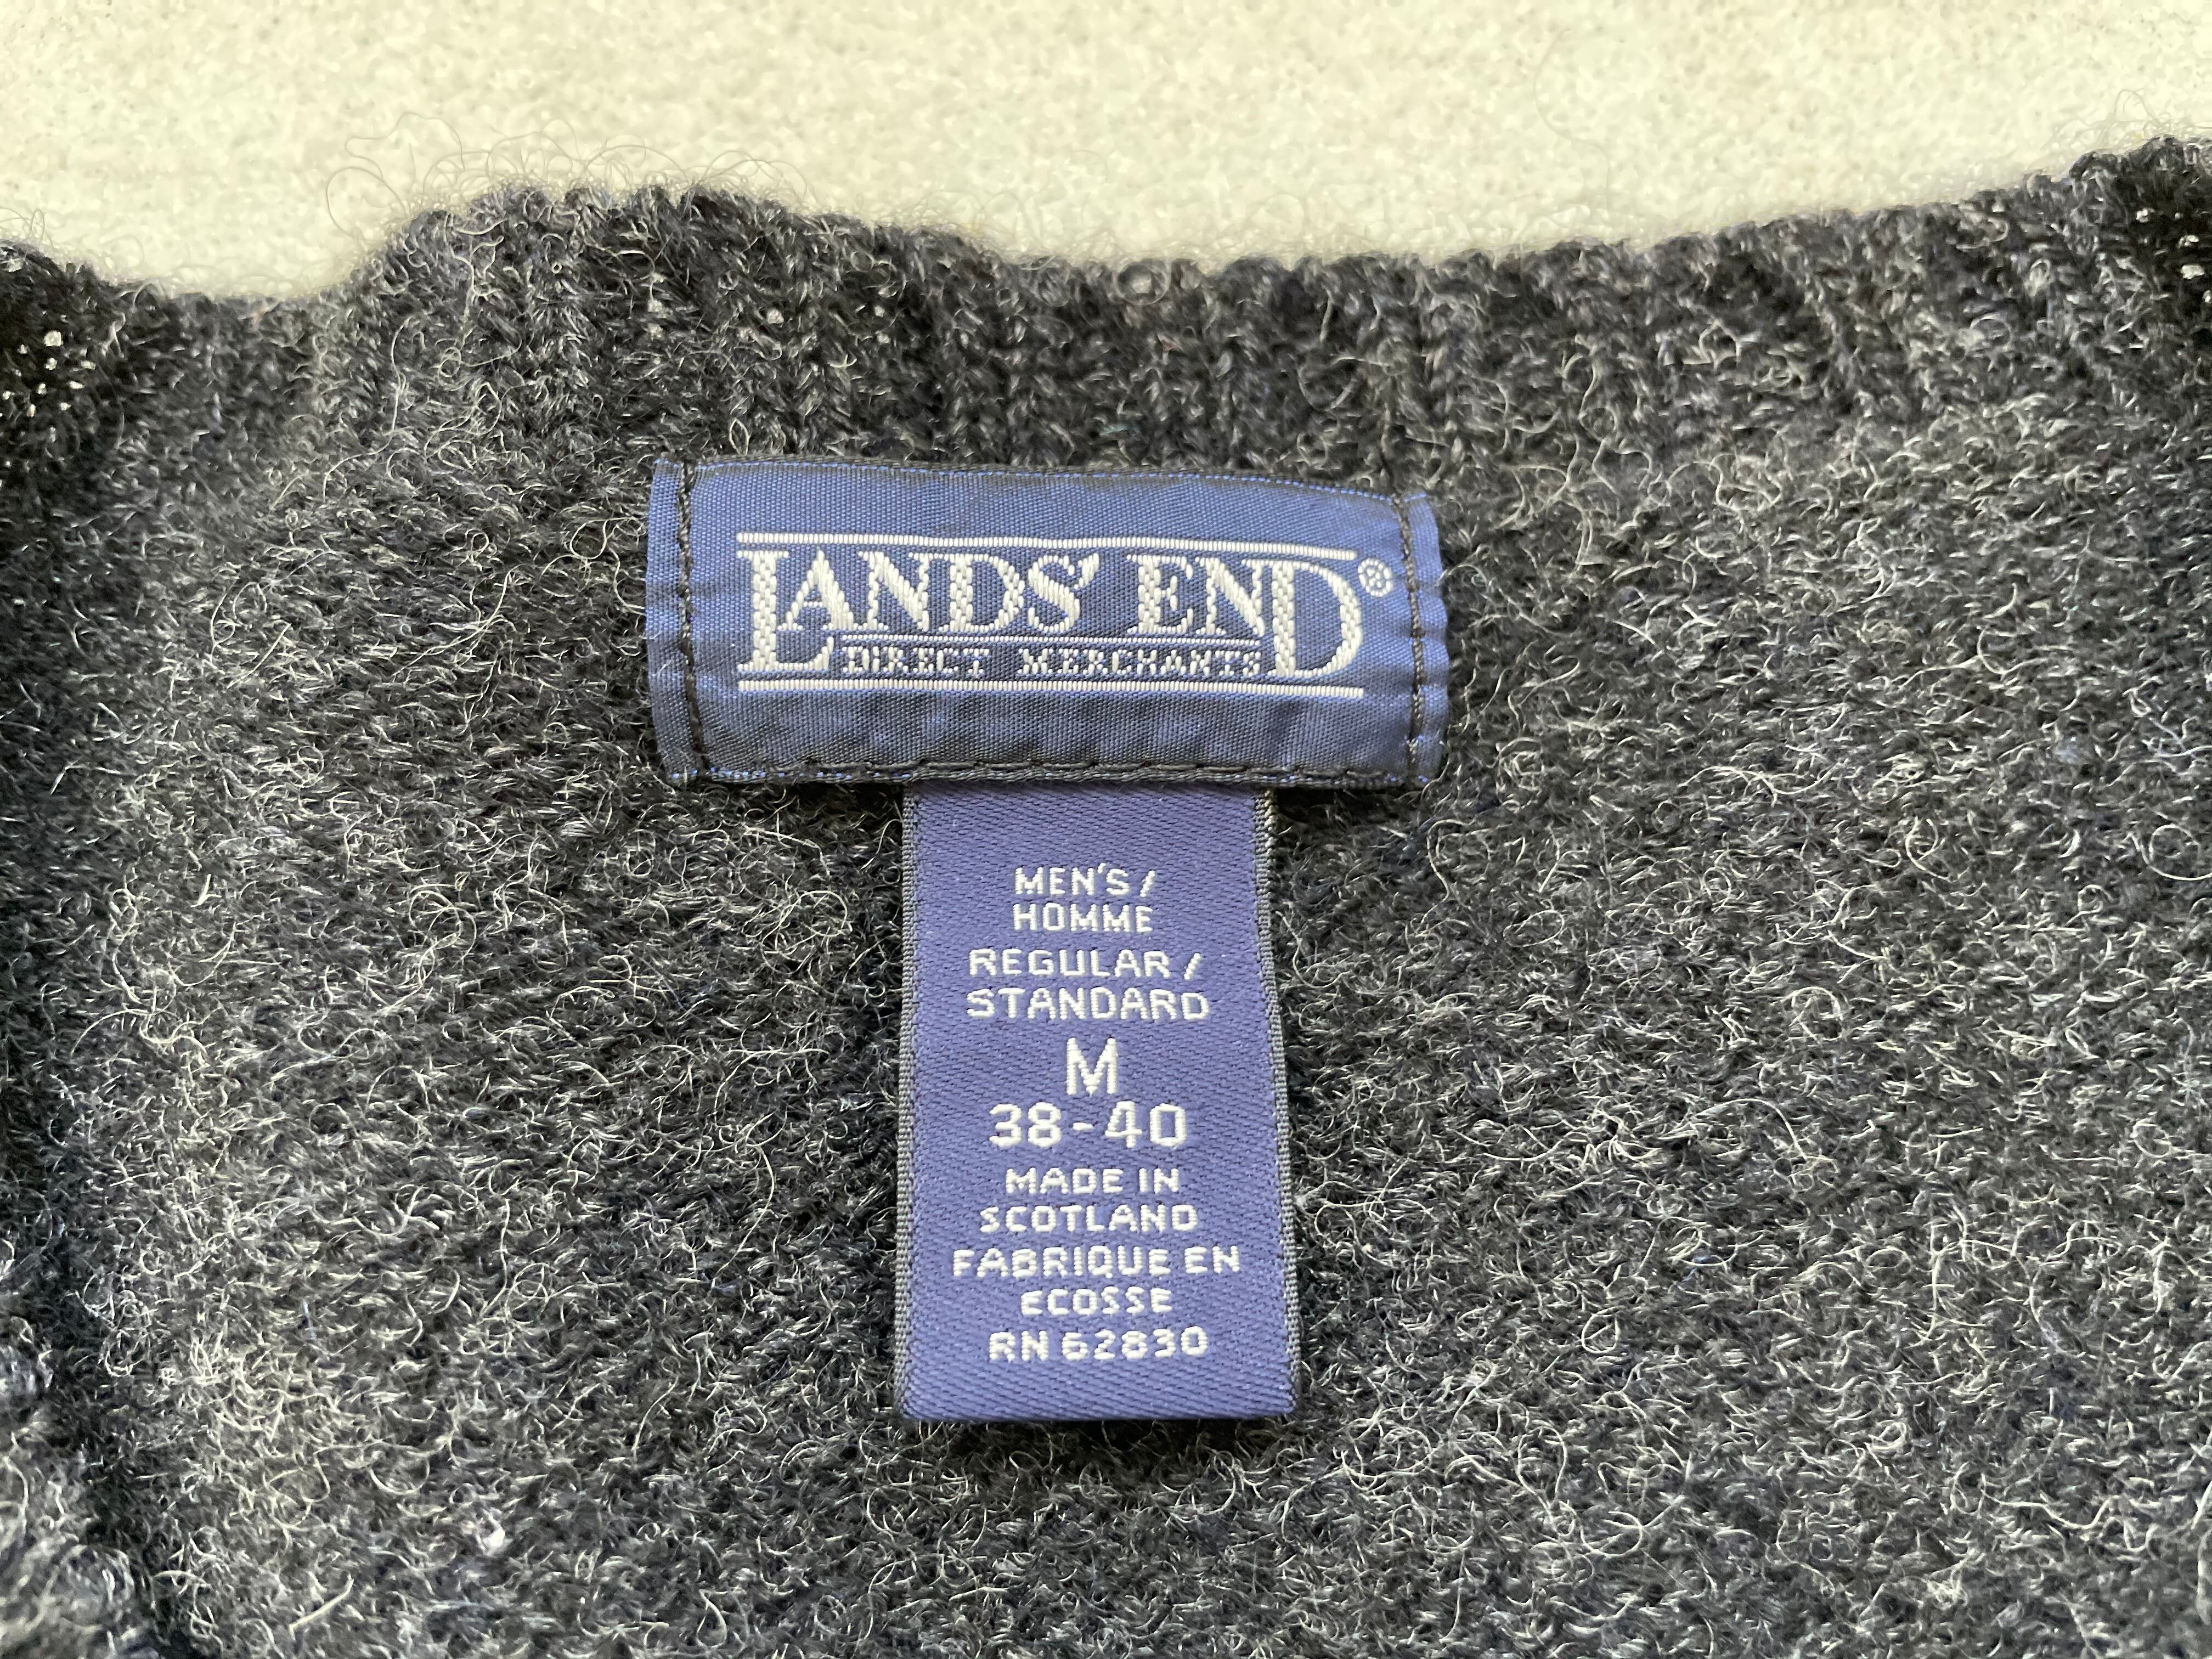 LANDS' END®
DIRECT MERCHANTS
MEN'S /
HOMME
REGULAR /
STANDARD
M
38-40
MADE IN
SCOTLAND
FABRIQUE EN
ECOSSE
RN 62830